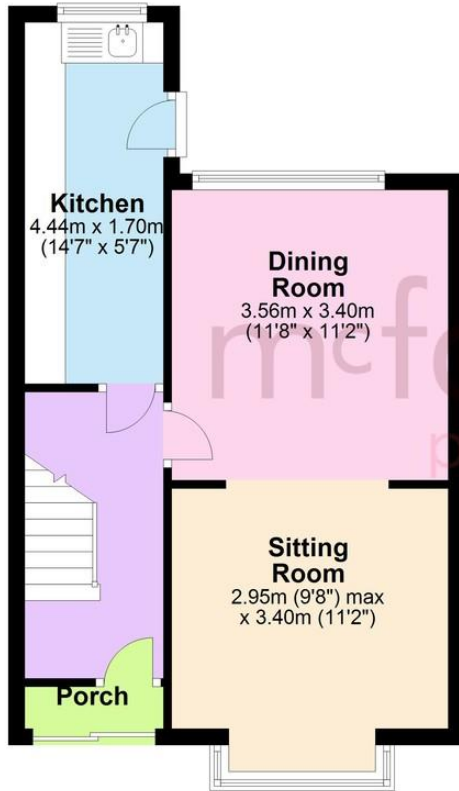 Kitchen
4.44m x 1.70m
(14'7" x 5'7")
Dining
Room
3.56m x 3.40m
(11'8" x 11'2")
Sitting
Room
2.95m (9'8") max
x 3.40m (11'2")
Porch